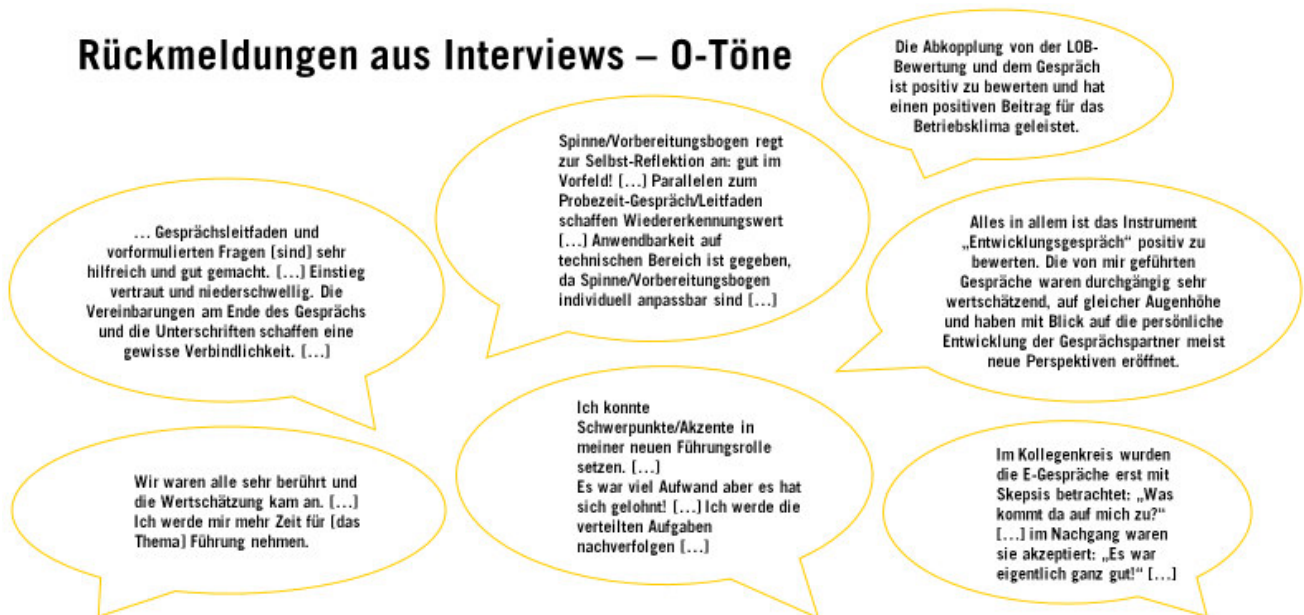 Rückmeldungen aus Interviews – O-Töne
Die Abkopplung von der LOB-
Bewertung und dem Gespräch
ist positiv zu bewerten und hat
einen positiven Beitrag für das
Betriebsklima geleistet.
Spinne/Vorbereitungsbogen regt
zur Selbst-Reflektion an: gut im
Vorfeld! [...] Parallelen zum
Probezeit-Gespräch/Leitfaden
schaffen Wiedererkennungswert
[...] Anwendbarkeit auf
technischen Bereich ist gegeben,
da Spinne/Vorbereitungsbogen
individuell anpassbar sind [...]
... Gesprächsleitfaden und
vorformulierten Fragen [sind] sehr
hilfreich und gut gemacht. [...] Einstieg
vertraut und niederschwellig. Die
Vereinbarungen am Ende des Gesprächs
und die Unterschriften schaffen eine
gewisse Verbindlichkeit. [...]
Alles in allem ist das Instrument
„Entwicklungsgespräch“ positiv zu
bewerten. Die von mir geführten
Gespräche waren durchgängig sehr
wertschätzend, auf gleicher Augenhöhe
und haben mit Blick auf die persönliche
Entwicklung der Gesprächspartner meist
neue Perspektiven eröffnet.
Wir waren alle sehr berührt und
die Wertschätzung kam an. [...]
Ich werde mir mehr Zeit für [das
Thema] Führung nehmen.
Ich konnte
Schwerpunkte/Akzente in
meiner neuen Führungsrolle
setzen. [...]
Es war viel Aufwand aber es hat
sich gelohnt! [...] Ich werde die
verteilten Aufgaben
nachverfolgen [...]
Im Kollegenkreis wurden
die E-Gespräche erst mit
Skepsis betrachtet: „Was
kommt da auf mich zu?“
[...] im Nachgang waren
sie akzeptiert: „Es war
eigentlich ganz gut!“ [...]